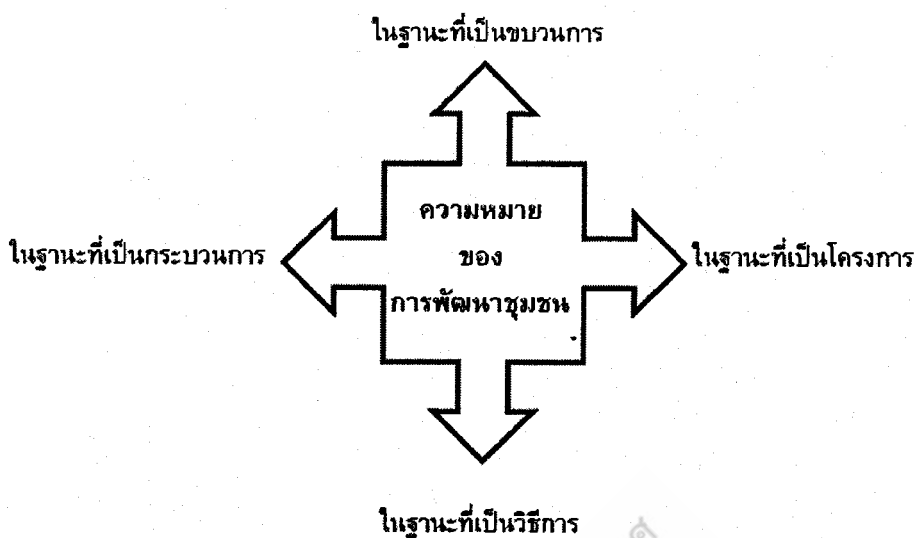 ในฐานะที่เป็นขบวนการ
ความหมาย
ในฐานะที่เป็นกระบวนการ
ของ
ในฐานะที่เป็นโครงการ
การพัฒนาชุมชน
ในฐานะที่เป็นวิธีการ